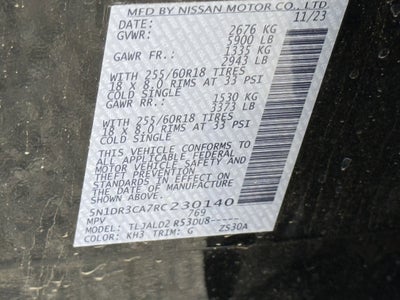 MFD BY NISSAN MOTOR CO., LTD.
DATE: 11/23
GVWR: 2676 KG
5900 LB
GAWR FR: 1335 KG
2943 LB
WITH 255/60R18 TIRES
18 X 8.0 RIMS AT 33 PSI
COLD SINGLE
GAWR RR: 1530 KG
3373 LB
WITH 255/60R18 TIRES
18 X 8.0 RIMS AT 33 PSI
COLD SINGLE
THIS VEHICLE CONFORMS TO
ALL APPLICABLE FEDERAL
MOTOR VEHICLE SAFETY AND
THEFT PREVENTION
STANDARDS IN EFFECT ON THE
DATE OF MANUFACTURE
SHOWN ABOVE.
5N1DR3CA7RC230140
MPV 769
MODEL: TLJALD2 R53DU8-----
COLOR: KH3 TRIM: G ZS30A